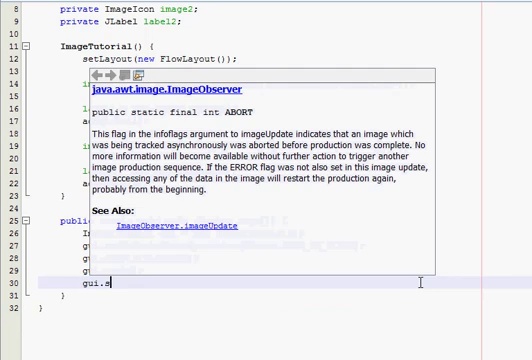 8 private ImageIcon image2;
9 private JLabel label2;
10
11 ImageTutorial() {
12 setLayout(new FlowLayout());
13
14
15
16
17
18
19
20
21
22
23 }
24
25 public
26
27 gui
28 gui
29 gui
30 gui.s
31 }
32 }
java.awt.image.ImageObserver
public static final int ABORT
This flag in the infoflags argument to imageUpdate indicates that an image which
was being tracked asynchronously was aborted before production was complete. No
more information will become available without further action to trigger another
image production sequence. If the ERROR flag was not also set in this image update,
then accessing any of the data in the image will restart the production again,
probably from the beginning.
See Also:
ImageObserver.imageUpdate